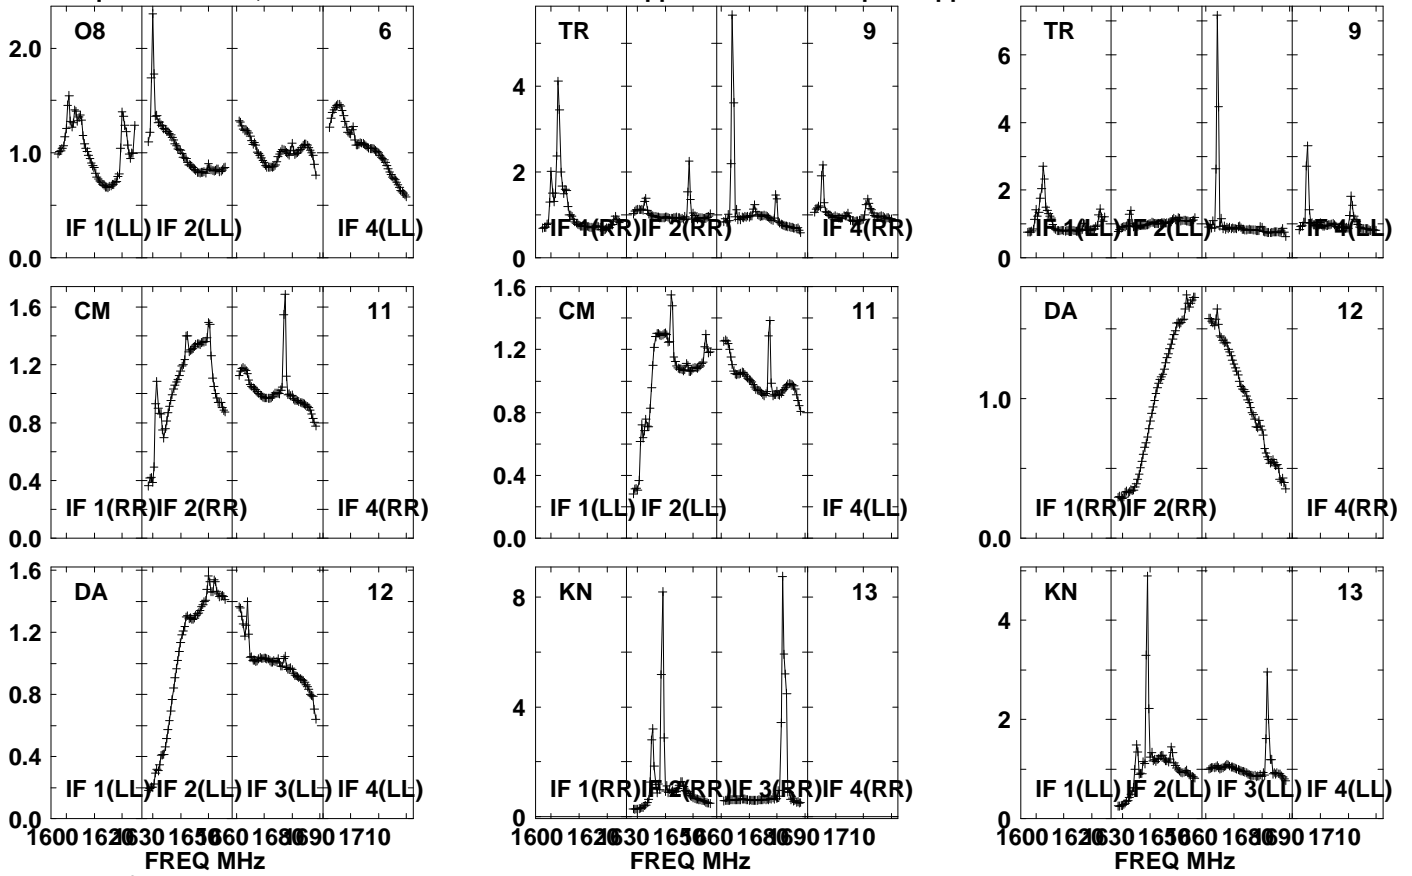 O8 6 TR 9 TR 9
2.0
1.0
0.0
IF 1(LL) IF 2(LL) IF 4(LL)
4
2
0
IF 1(RR) IF 2(RR) IF 4(RR)
6
4
2
0
IF 1(LL) IF 2(LL) IF 4(LL)
CM 11 CM 11 DA 12
1.6
1.2
0.8
0.4
0.0
IF 1(RR) IF 2(RR) IF 4(RR)
1.6
1.2
0.8
0.4
0.0
IF 1(LL) IF 2(LL) IF 4(LL)
1.0
0.0
IF 1(RR) IF 2(RR) IF 4(RR)
DA 12 KN 13 KN 13
1.6
1.2
0.8
0.4
0.0
IF 1(LL) IF 2(LL) IF 3(LL) IF 4(LL)
1600 1620 1630 1650 1660 1680 1690 1710
FREQ MHz
8
4
0
IF 1(RR) IF 2(RR) IF 3(RR) IF 4(RR)
1600 1620 1630 1650 1660 1680 1690 1710
FREQ MHz
4
2
0
IF 1(LL) IF 2(LL) IF 3(LL) IF 4(LL)
1600 1620 1630 1650 1660 1680 1690 1710
FREQ MHz